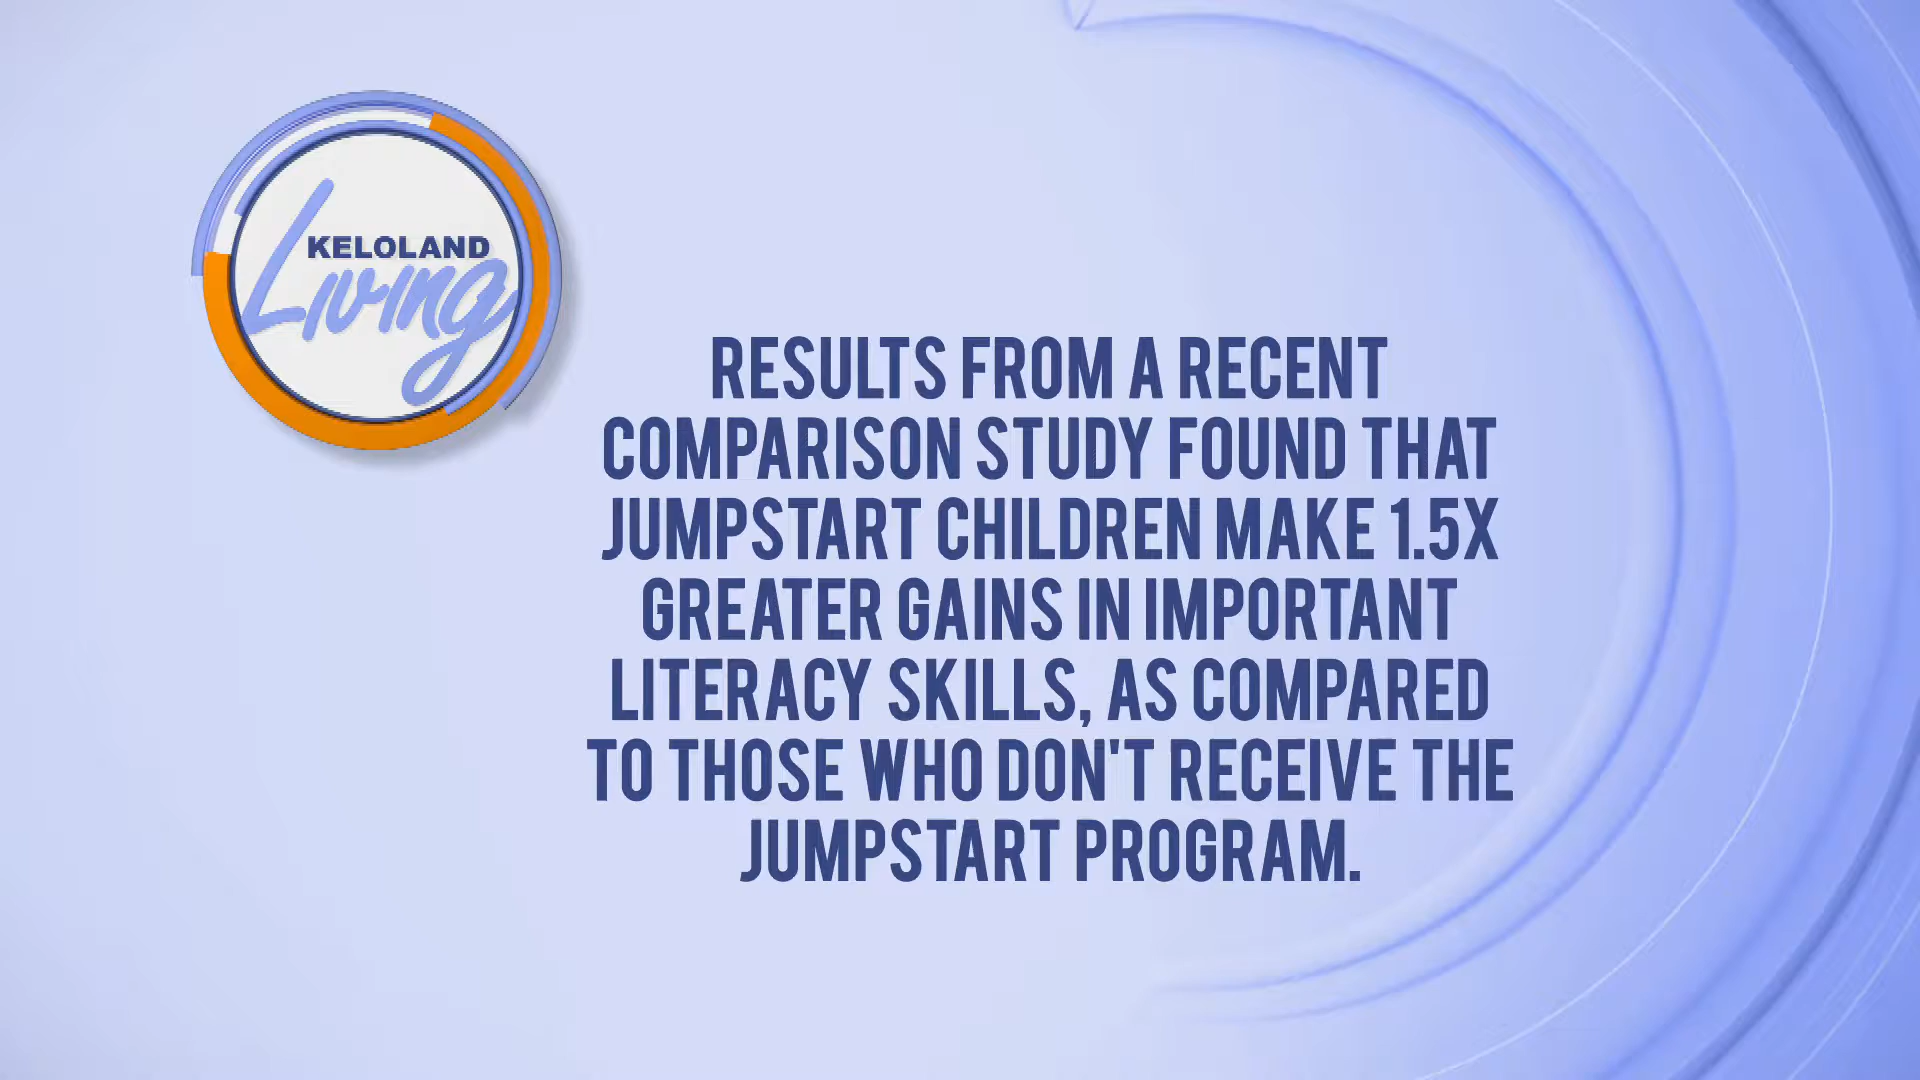 KELOLAND
Living
RESULTS FROM A RECENT
COMPARISON STUDY FOUND THAT
JUMPSTART CHILDREN MAKE 1.5X
GREATER GAINS IN IMPORTANT
LITERACY SKILLS, AS COMPARED
TO THOSE WHO DON'T RECEIVE THE
JUMPSTART PROGRAM.